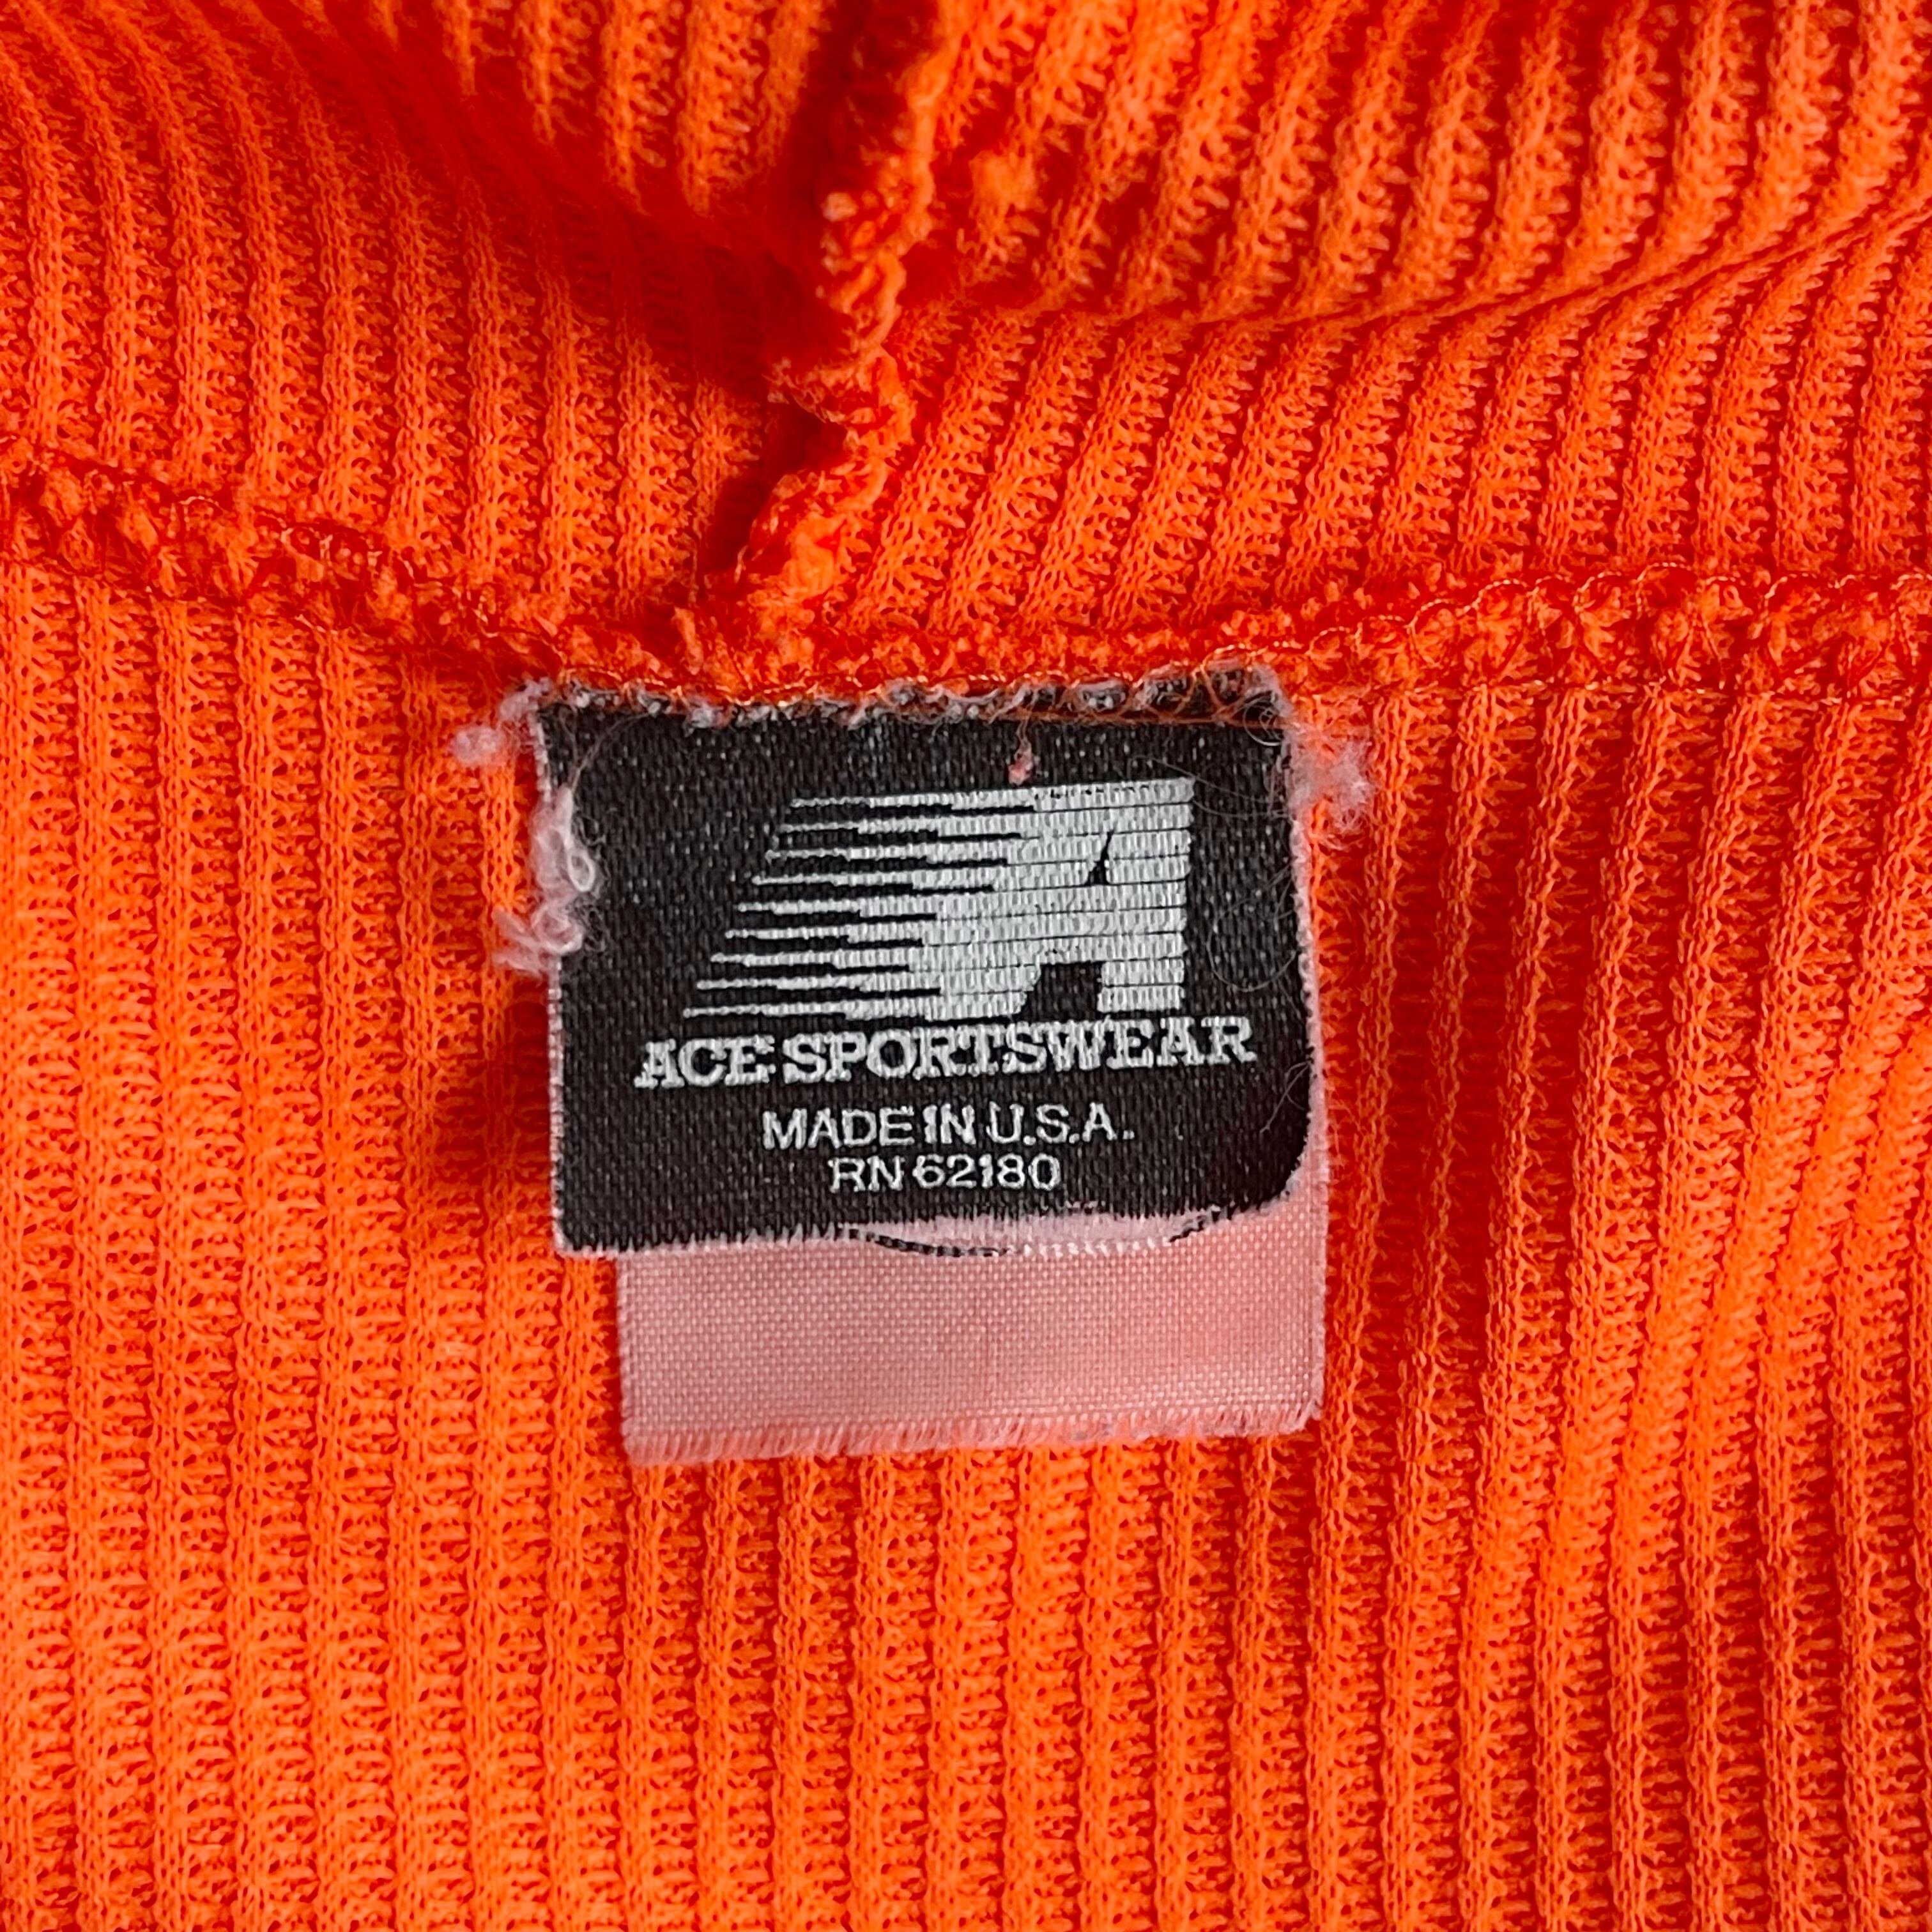 A
ACE SPORTSWEAR
MADE IN U.S.A.
RN 62180